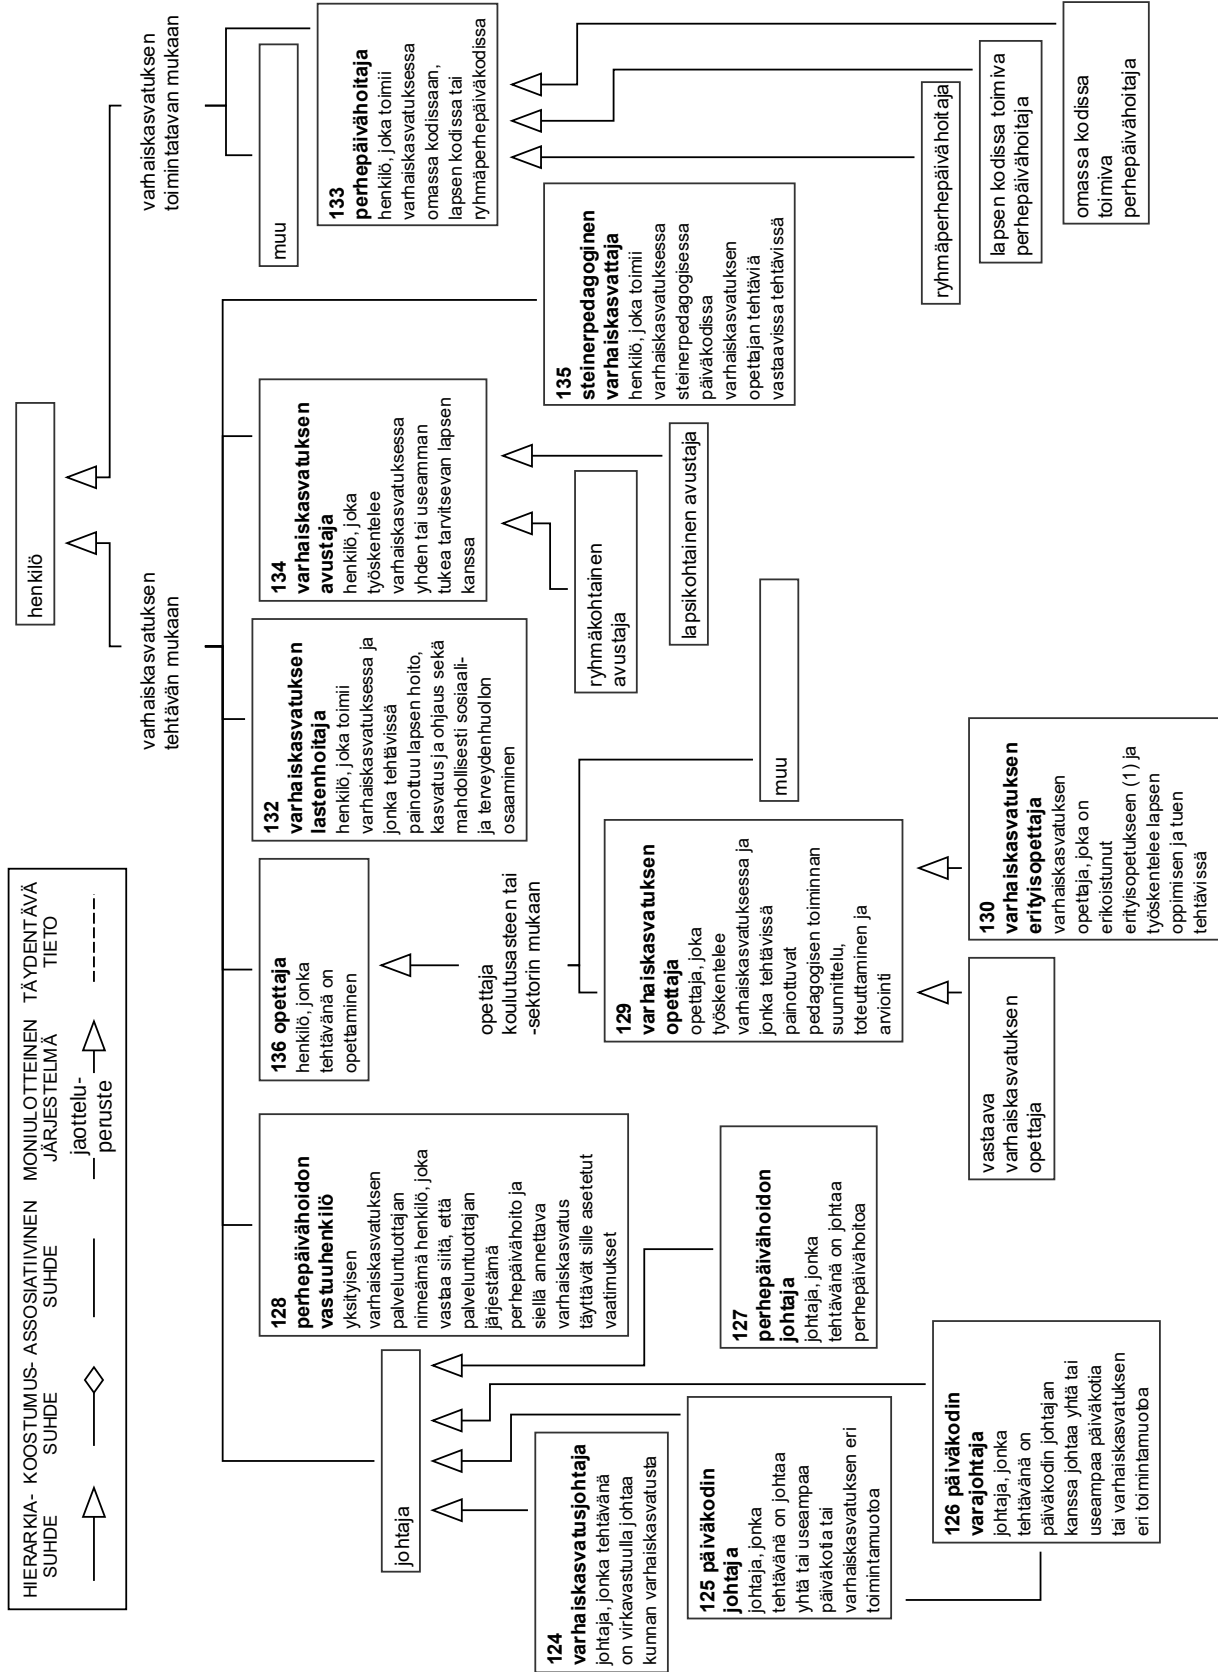 HIERARKIA-
SUHDE
KOOSTUMUS-
SUHDE
ASSOSIATIIVINEN
SUHDE
MONIULOTTEINEN
JÄRJESTELMÄ
TÄYDENTÄVÄ
TIETO
jaottelu-
peruste
henkilö
varhaiskasvatuksen
tehtävän mukaan
varhaiskasvatuksen
toimintatavan mukaan
johtaja
128
perhepäivähoidon
vastuuhenkilö
yksityisen
varhaiskasvatuksen
palveluntuottajan
nimeämä henkilö, joka
vastaa siitä, että
palveluntuottajan
järjestämä
perhepäivähoito ja
siellä annettava
varhaiskasvatus
täyttävät sille asetetut
vaatimukset
136 opettaja
henkilö, jonka
tehtävänä on
opettaminen
132
varhaiskasvatuksen
lastenhoitaja
henkilö, joka toimii
varhaiskasvatuksessa ja
jonka tehtävissä
painottuu lapsen hoito,
kasvatus ja ohjaus sekä
mahdollisesti sosiaali-
ja terveydenhuollon
osaaminen
134
varhaiskasvatuksen
avustaja
henkilö, joka
työskentelee
varhaiskasvatuksessa
yhden tai useamman
tukea tarvitsevan lapsen
kanssa
muu
133
perhepäivähoitaja
henkilö, joka toimii
varhaiskasvatuksessa
omassa kodissaan,
lapsen kodissa tai
ryhmäperhepäiväkodissa
124
varhaiskasvatusjohtaja
johtaja, jonka tehtävänä
on virkavastuulla johtaa
kunnan varhaiskasvatusta
125 päiväkodin
johtaja
johtaja, jonka
tehtävänä on johtaa
yhtä tai useampaa
päiväkotia tai
varhaiskasvatuksen eri
toimintamuotoa
127
perhepäivähoidon
johtaja
johtaja, jonka
tehtävänä on johtaa
perhepäivähoitoa
126 päiväkodin
varajohtaja
johtaja, jonka
tehtävänä on
päiväkodin johtajan
kanssa johtaa yhtä tai
useampaa päiväkotia
tai varhaiskasvatuksen
eri toimintamuotoa
opettaja
koulutusasteen tai
-sektorin mukaan
129
varhaiskasvatuksen
opettaja
opettaja, joka
työskentelee
varhaiskasvatuksessa ja
jonka tehtävissä
painottuvat
pedagogisen toiminnan
suunnittelu,
toteuttaminen ja
arviointi
muu
vastaava
varhaiskasvatuksen
opettaja
130
varhaiskasvatuksen
erityisopettaja
varhaiskasvatuksen
opettaja, joka on
erikoistunut
erityisopetukseen (1) ja
työskentelee lapsen
oppimisen ja tuen
tehtävissä
ryhmäkohtainen
avustaja
lapsikohtainen avustaja
135
steinerpedagoginen
varhaiskasvattaja
henkilö, joka toimii
varhaiskasvatuksessa
steinerpedagogisessa
päiväkodissa
varhaiskasvatuksen
opettajan tehtäviä
vastaavissa tehtävissä
ryhmäperhepäivähoitaja
lapsen kodissa toimiva
perhepäivähoitaja
omassa kodissa
toimiva
perhepäivähoitaja